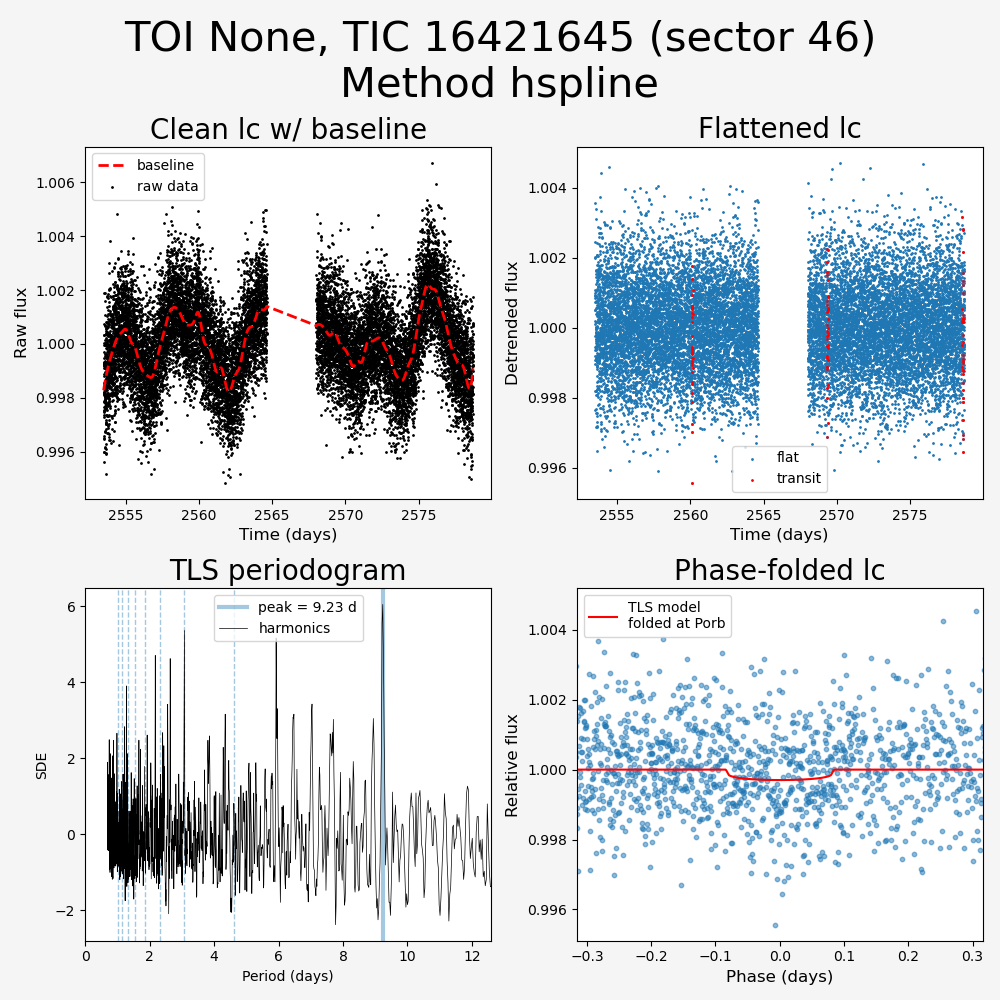 TOI None, TIC 16421645 (sector 46)
Method hspline
Clean lc w/ baseline
Flattened lc
baseline
raw data
1.006
1.004
1.002
1.000
0.998
0.996
Raw flux
2555
2560
2565
2570
2575
Time (days)
1.004
1.002
1.000
0.998
0.996
Detrended flux
flat
transit
2555
2560
2565
2570
2575
Time (days)
TLS periodogram
Phase-folded lc
peak = 9.23 d
harmonics
6
4
2
0
−2
SDE
0
2
4
6
8
10
12
Period (days)
TLS model
folded at Porb
1.004
1.002
1.000
0.998
0.996
Relative flux
−0.3
−0.2
−0.1
0.0
0.1
0.2
0.3
Phase (days)